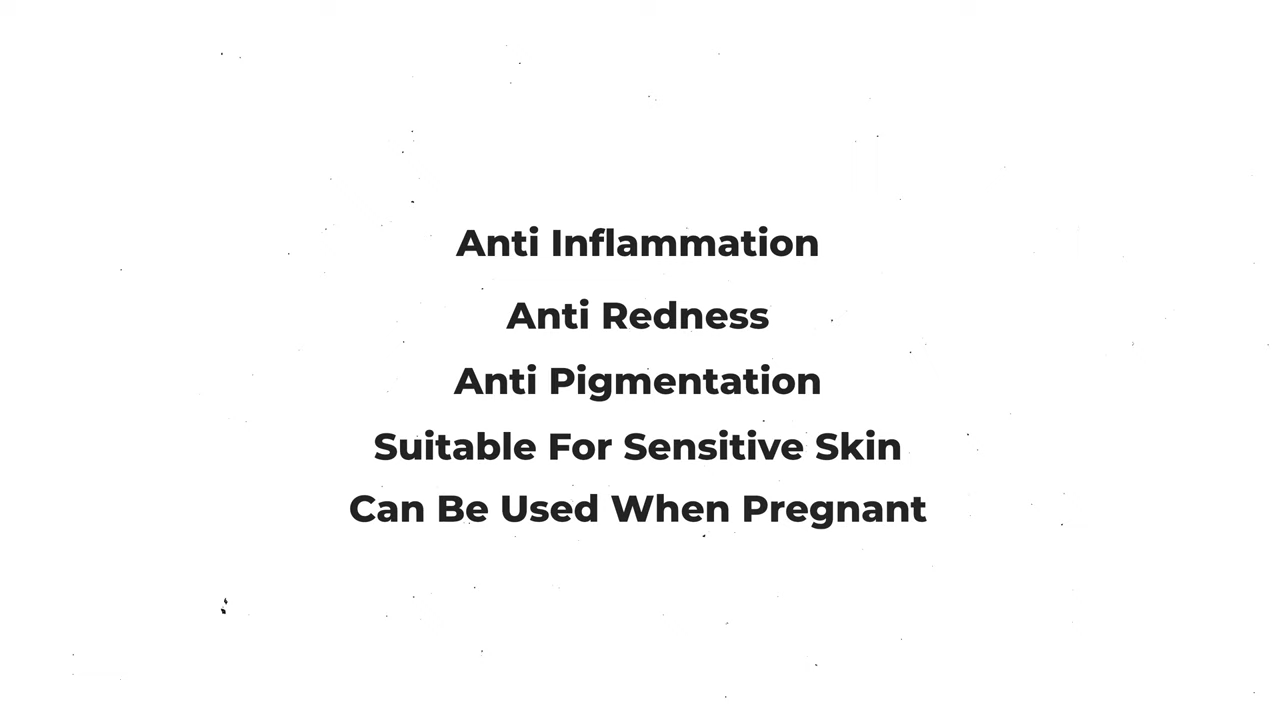 Anti Inflammation
Anti Redness
Anti Pigmentation
Suitable For Sensitive Skin
Can Be Used When Pregnant